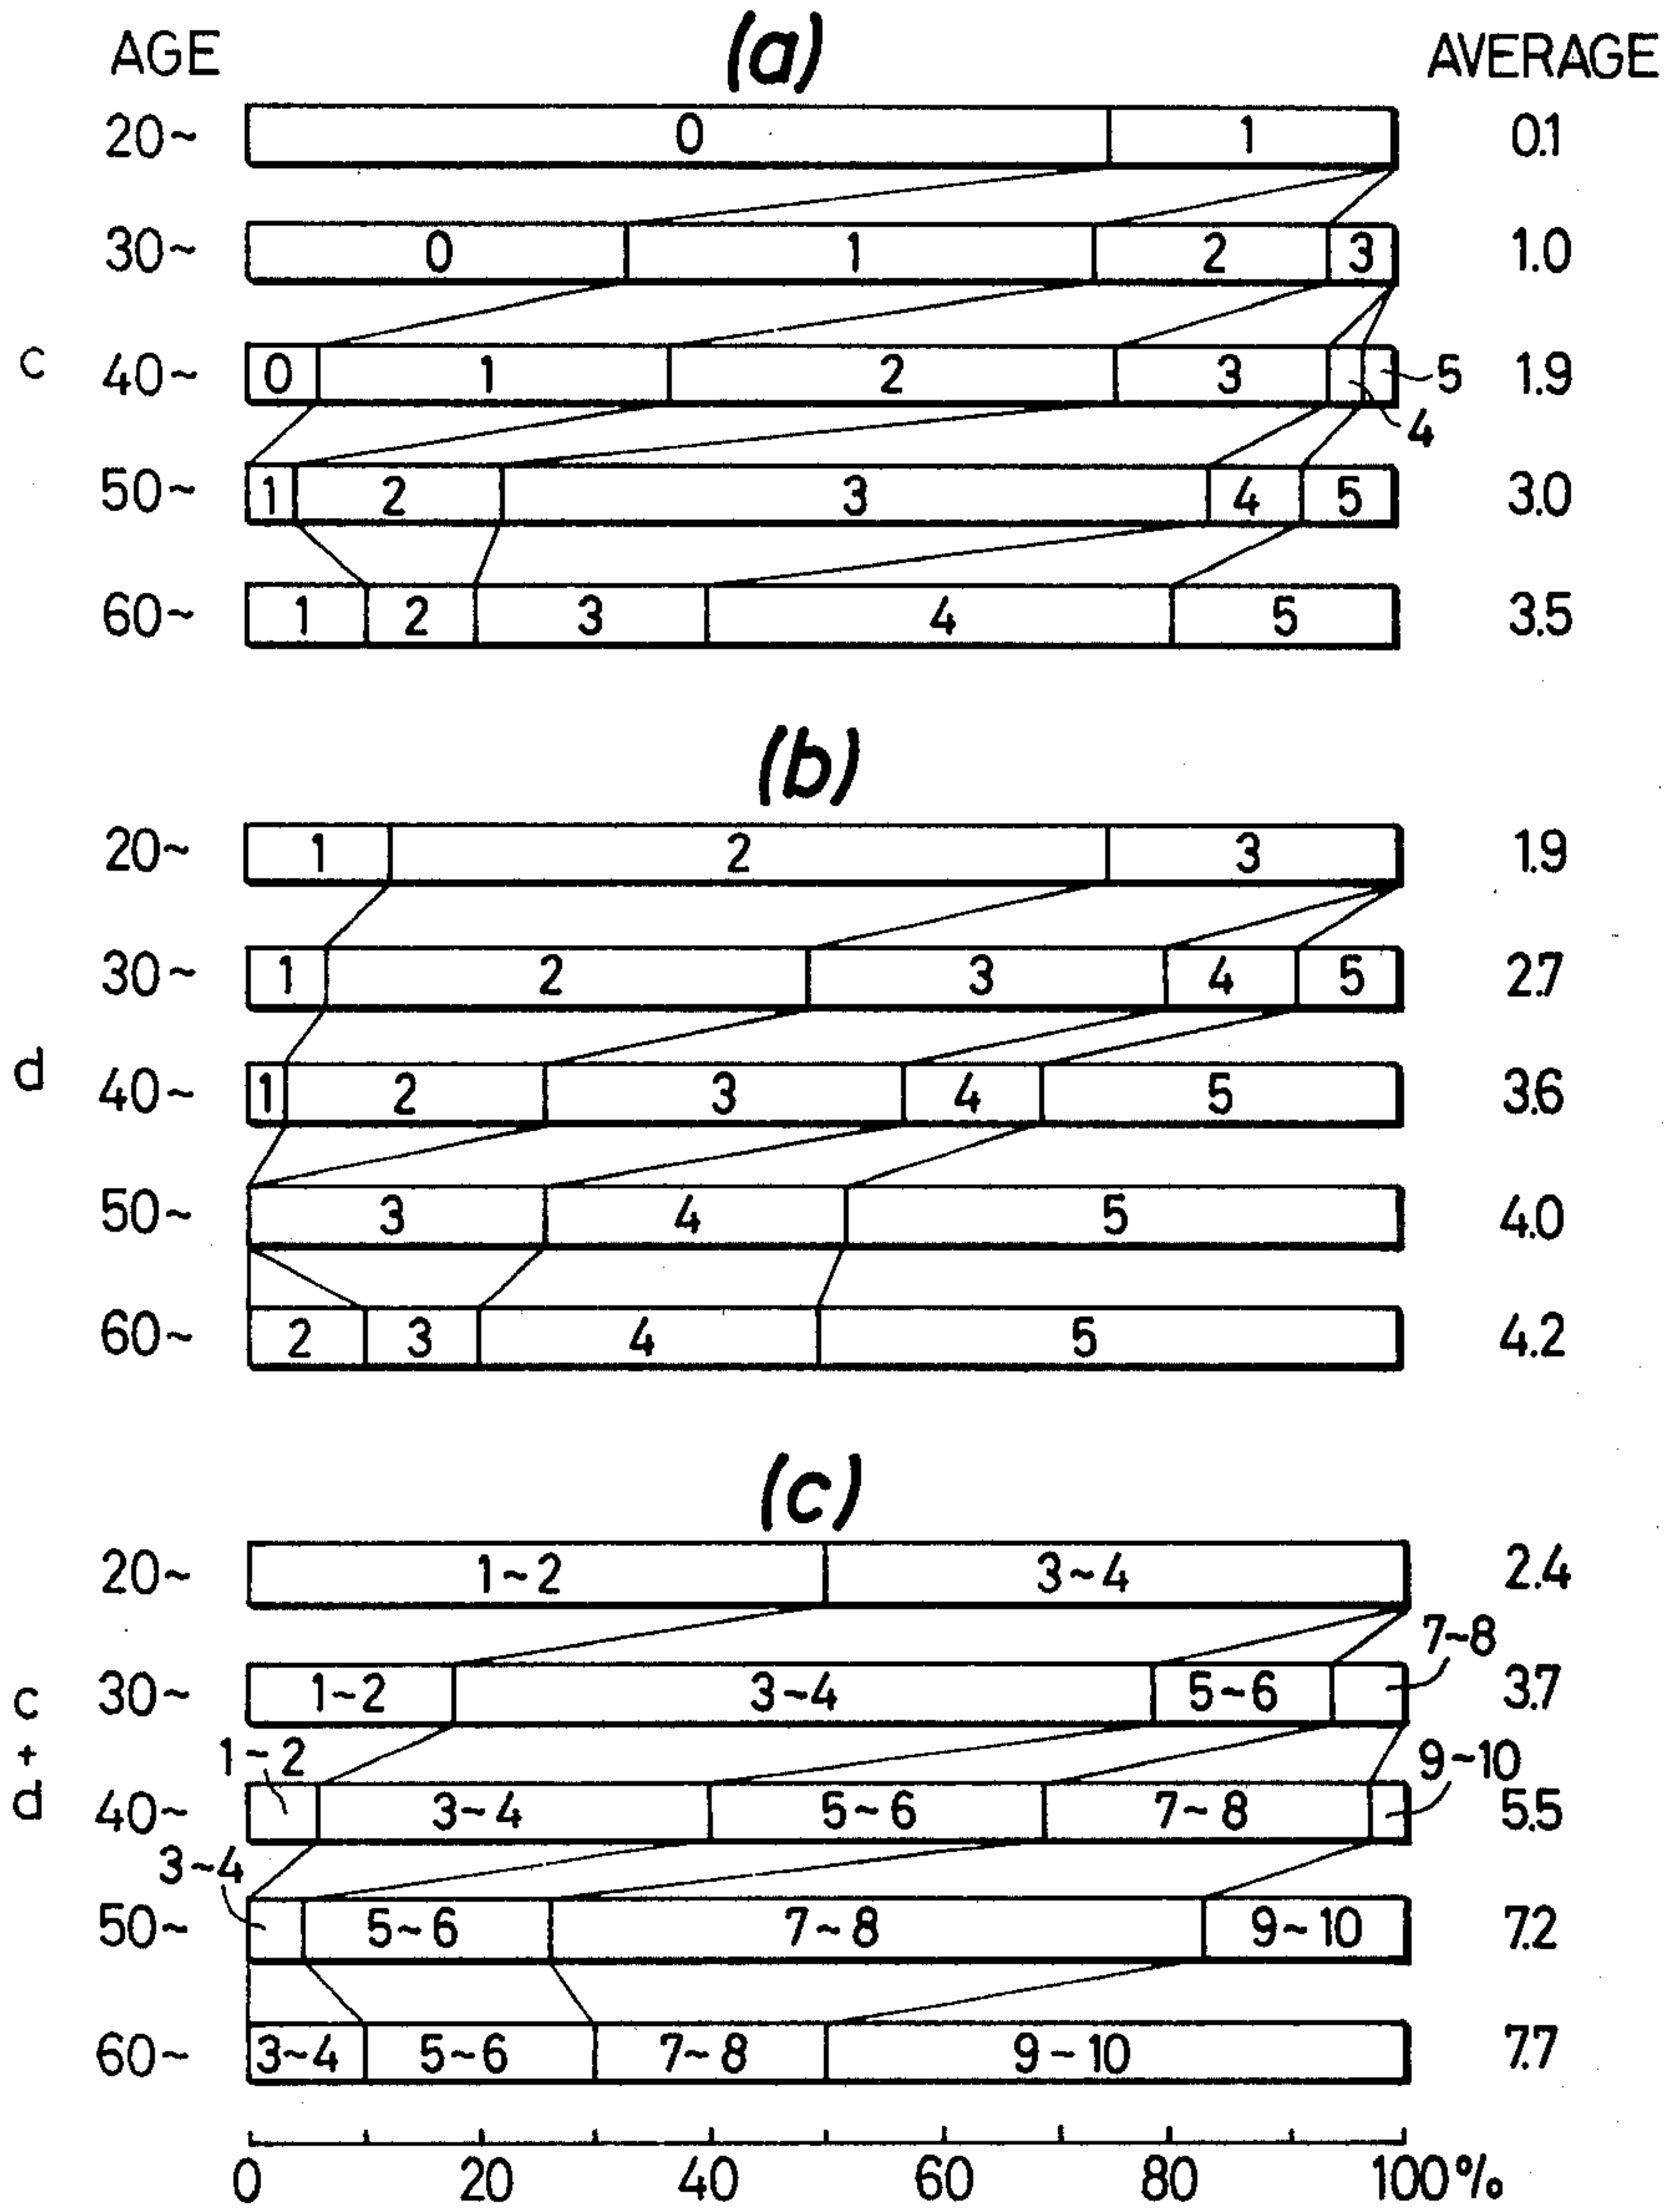 (a)
AGE AVERAGE
20~ 0 1 0.1
30~ 0 1 2 3 1.0
c 40~ 0 1 2 3 5 1.9
4
50~ 1 2 3 4 5 3.0
60~ 1 2 3 4 5 3.5
(b)
20~ 1 2 3 1.9
30~ 1 2 3 4 5 2.7
d 40~ 1 2 3 4 5 3.6
50~ 3 4 5 4.0
60~ 2 3 4 5 4.2
(c)
20~ 1~2 3~4 2.4
7~8
30~ 1~2 3~4 5~6 3.7
c + d
1~2 9~10
40~ 3~4 5~6 7~8 5.5
3~4
50~ 5~6 7~8 9~10 7.2
60~ 3~4 5~6 7~8 9~10 7.7
0 20 40 60 80 100%